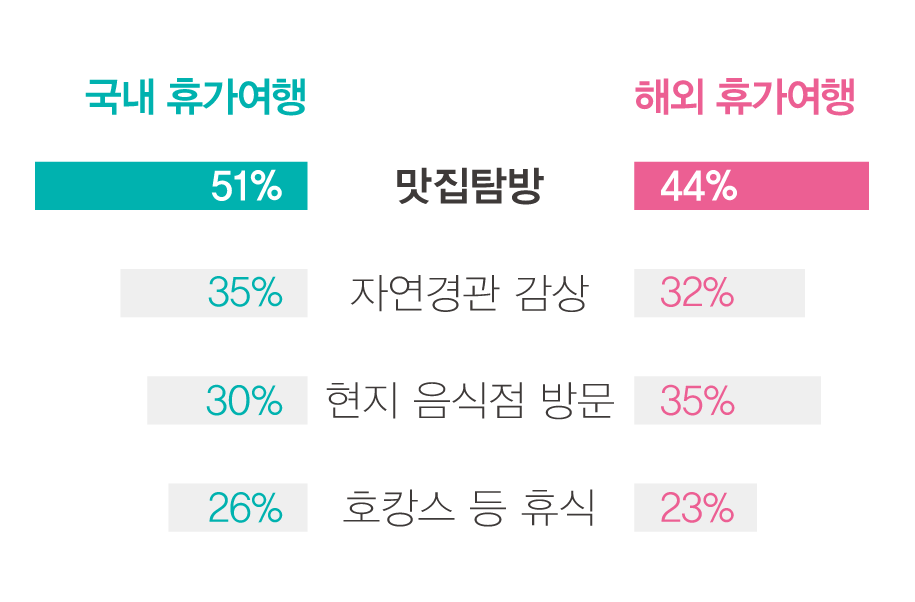 국내 휴가여행 해외 휴가여행
51% 맛집탐방 44%
35% 자연경관 감상 32%
30% 현지 음식점 방문 35%
26% 호캉스 등 휴식 23%